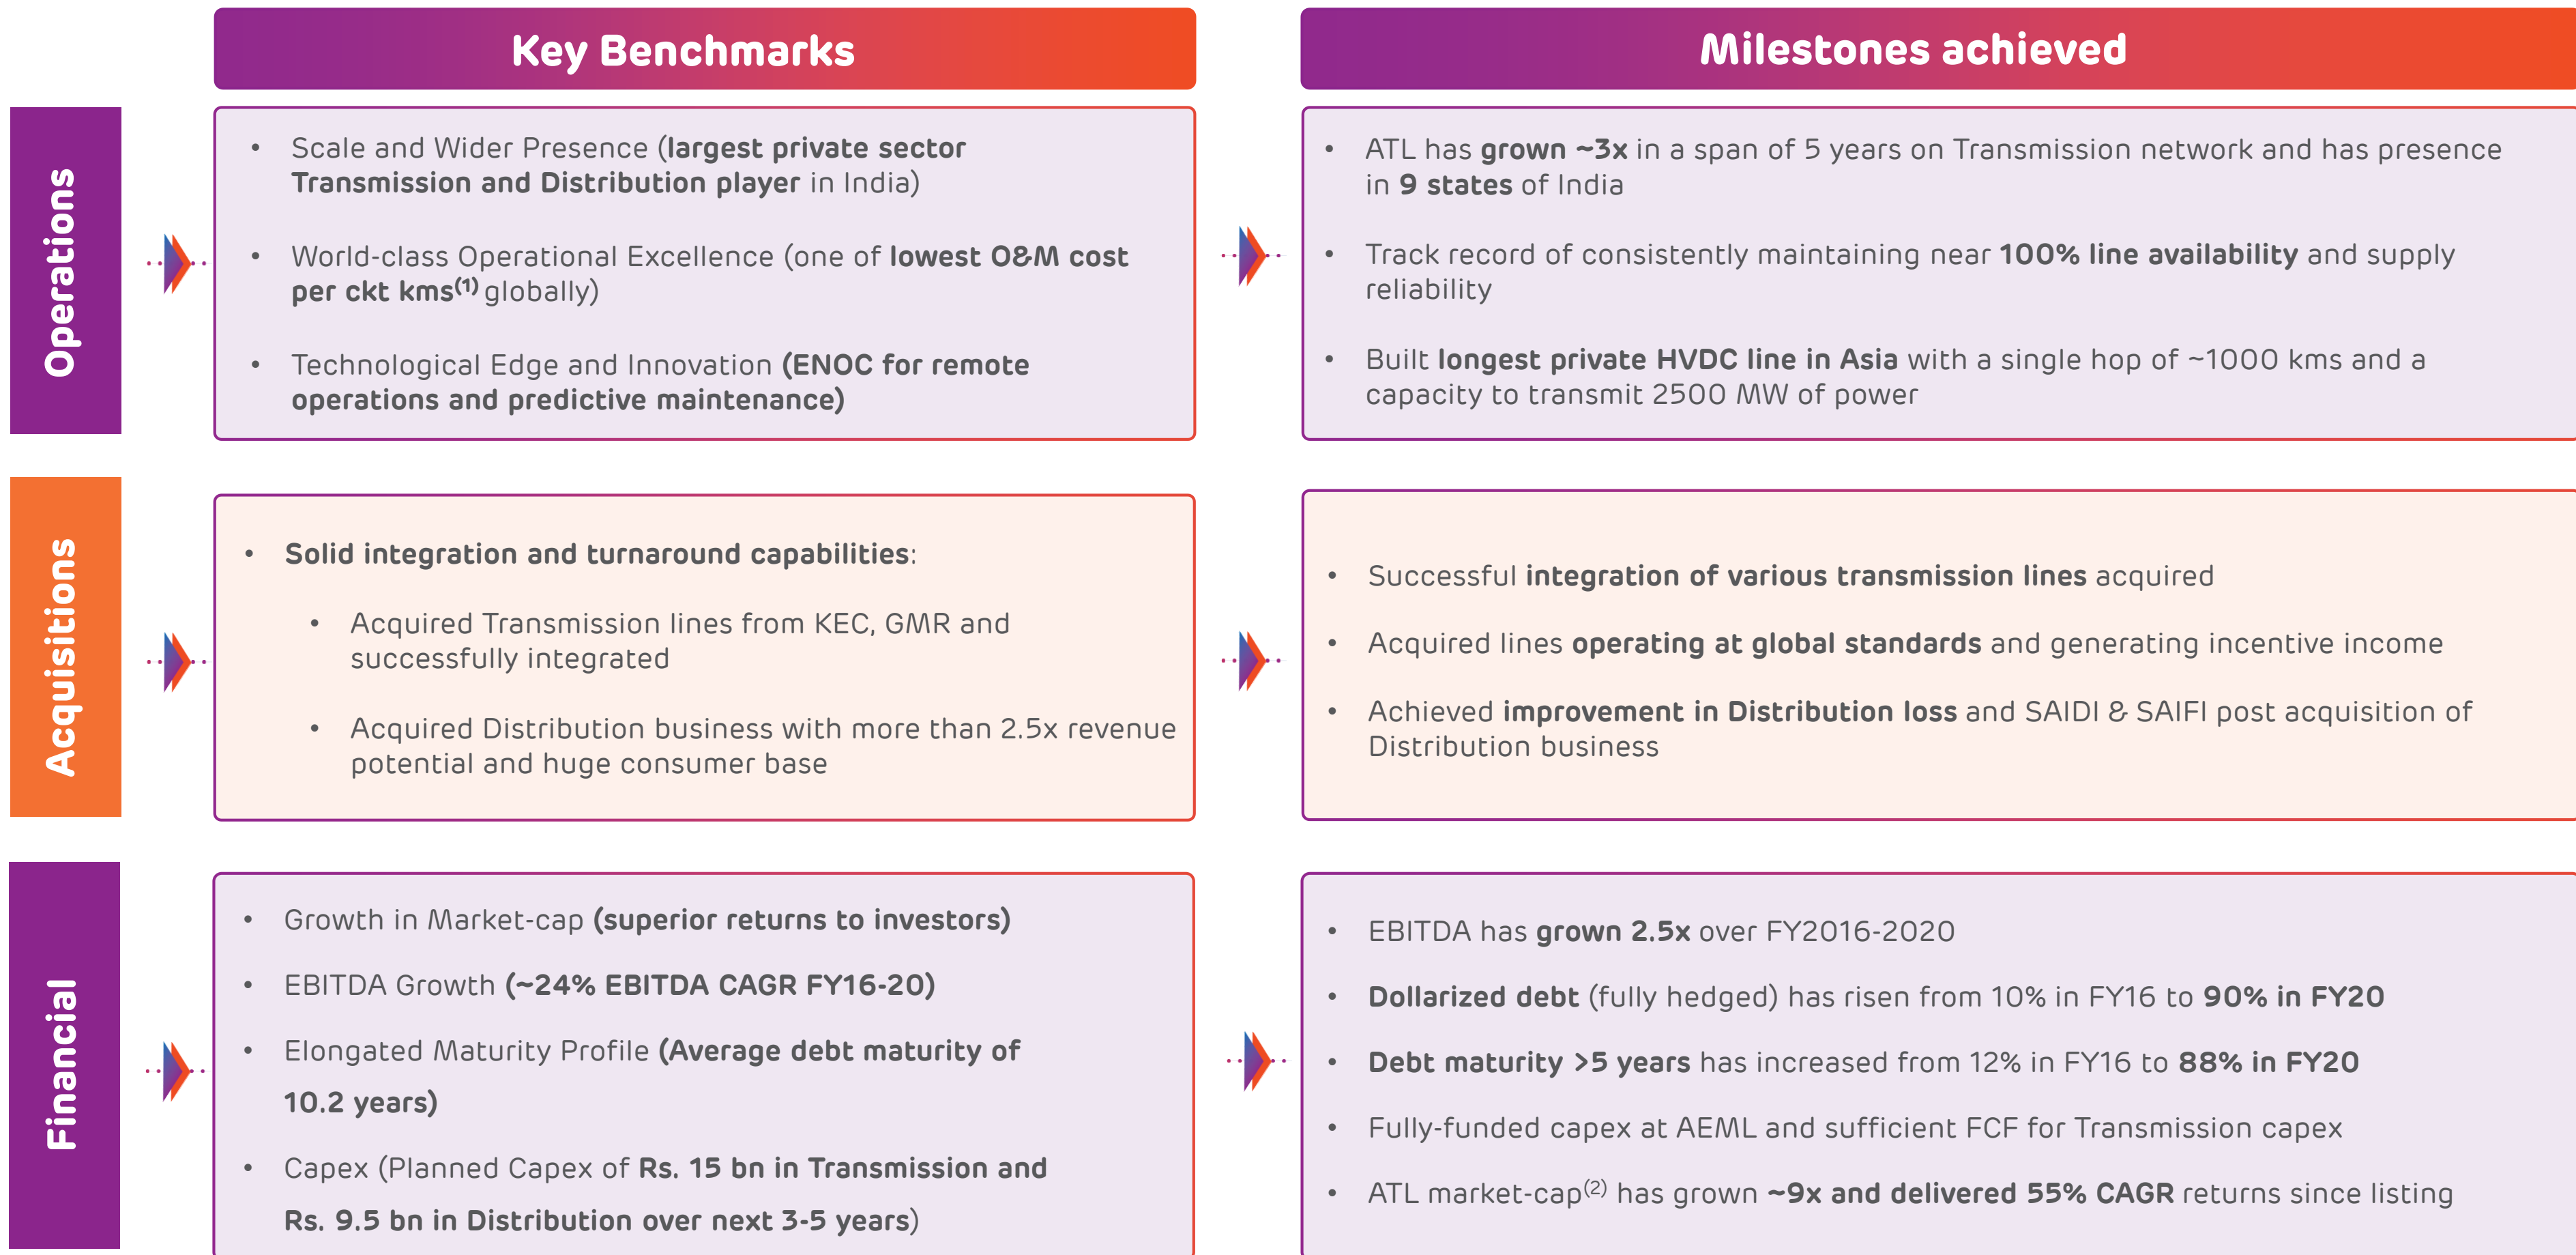 Key Benchmarks
Milestones achieved
Operations
• Scale and Wider Presence (largest private sector
Transmission and Distribution player in India)
• World-class Operational Excellence (one of lowest O&M cost
per ckt kms(1) globally)
• Technological Edge and Innovation (ENOC for remote
operations and predictive maintenance)
• ATL has grown ~3x in a span of 5 years on Transmission network and has presence
in 9 states of India
• Track record of consistently maintaining near 100% line availability and supply
reliability
• Built longest private HVDC line in Asia with a single hop of ~1000 kms and a
capacity to transmit 2500 MW of power
Acquisitions
• Solid integration and turnaround capabilities:
• Acquired Transmission lines from KEC, GMR and
successfully integrated
• Acquired Distribution business with more than 2.5x revenue
potential and huge consumer base
• Successful integration of various transmission lines acquired
• Acquired lines operating at global standards and generating incentive income
• Achieved improvement in Distribution loss and SAIDI & SAIFI post acquisition of
Distribution business
Financial
• Growth in Market-cap (superior returns to investors)
• EBITDA Growth (~24% EBITDA CAGR FY16-20)
• Elongated Maturity Profile (Average debt maturity of
10.2 years)
• Capex (Planned Capex of Rs. 15 bn in Transmission and
Rs. 9.5 bn in Distribution over next 3-5 years)
• EBITDA has grown 2.5x over FY2016-2020
• Dollarized debt (fully hedged) has risen from 10% in FY16 to 90% in FY20
• Debt maturity >5 years has increased from 12% in FY16 to 88% in FY20
• Fully-funded capex at AEML and sufficient FCF for Transmission capex
• ATL market-cap(2) has grown ~9x and delivered 55% CAGR returns since listing